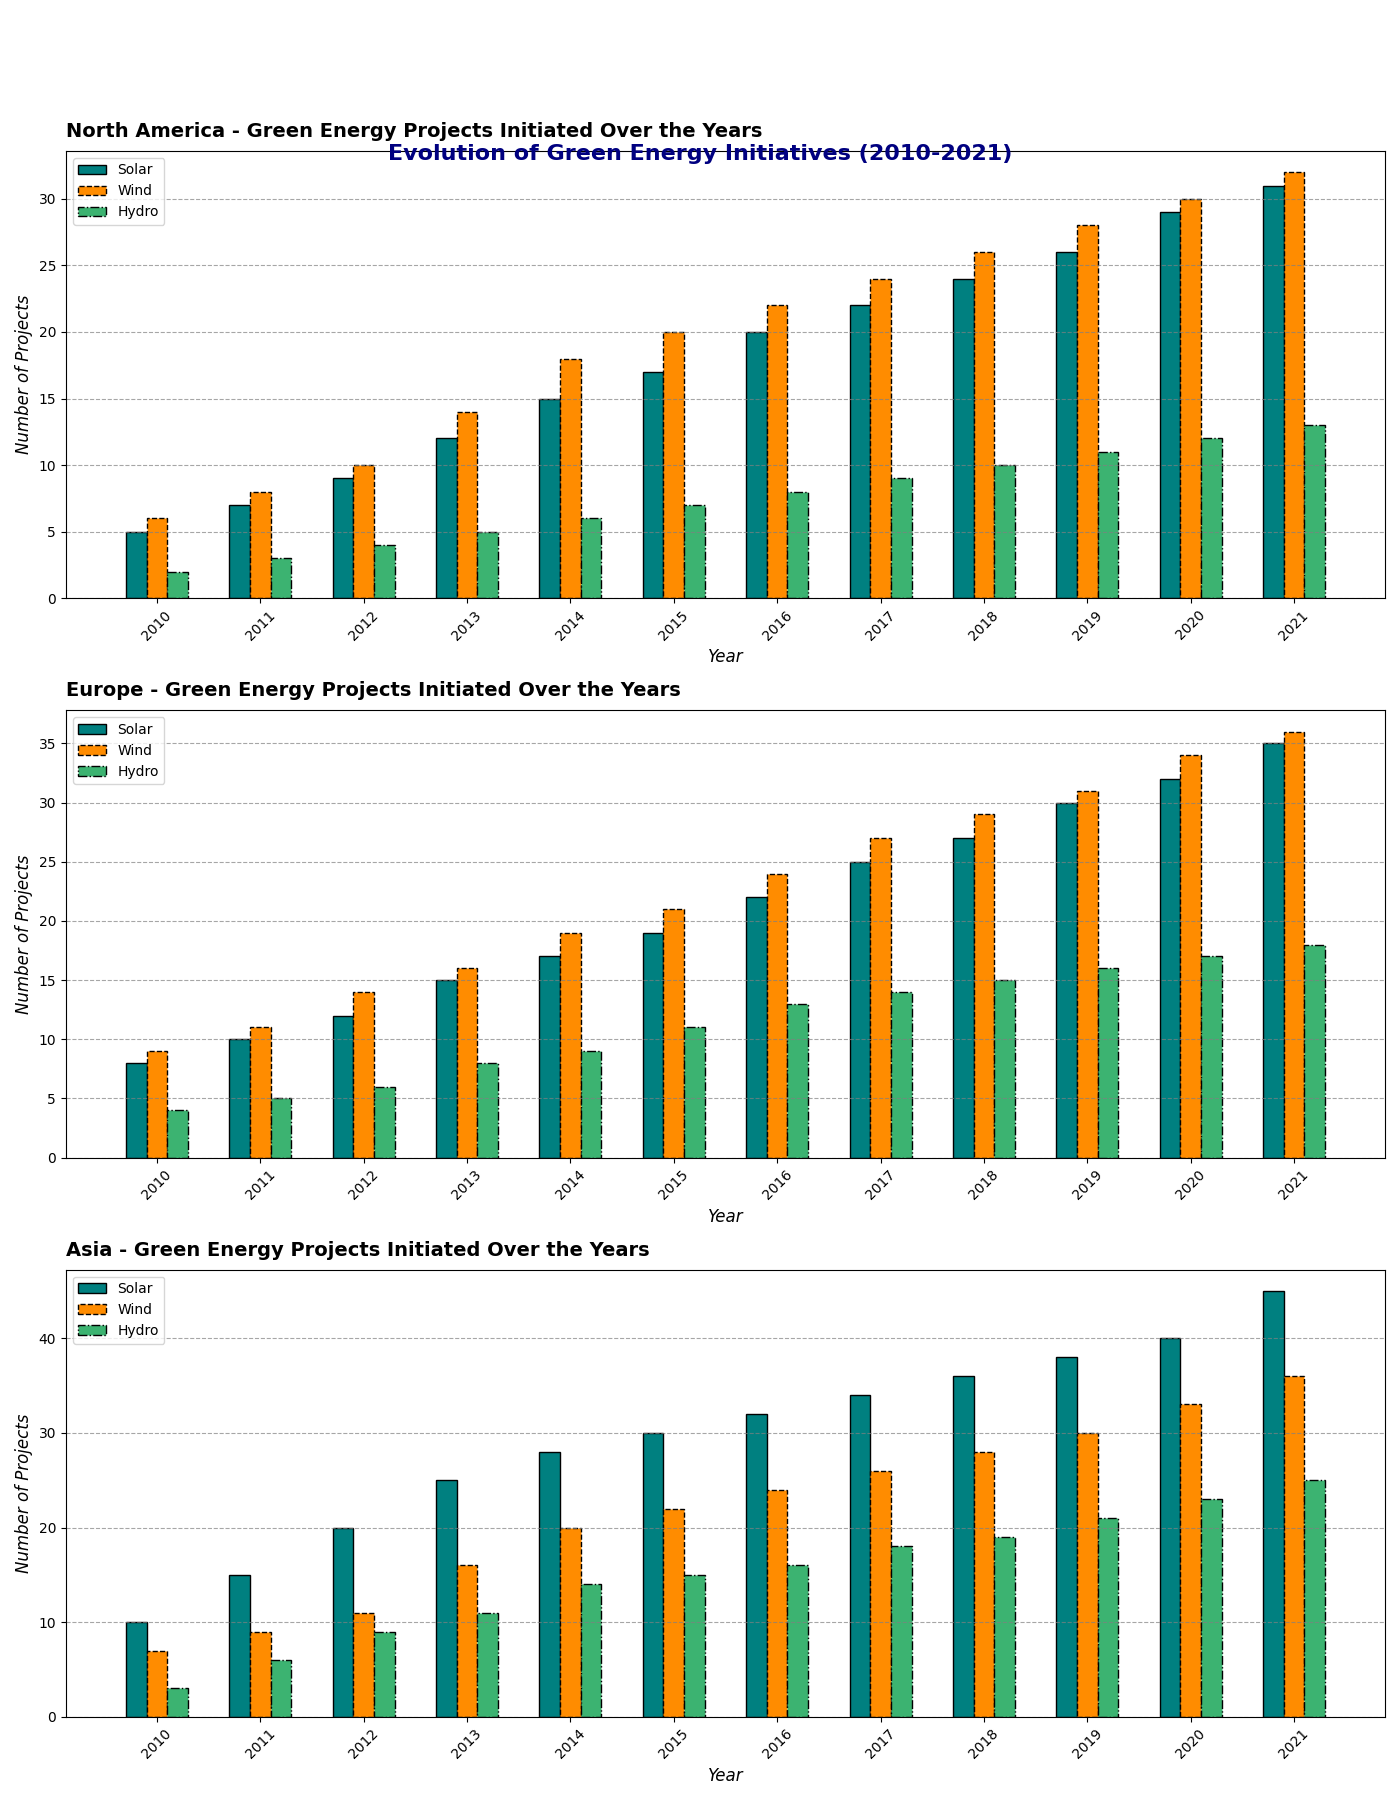 North America - Green Energy Projects Initiated Over the Years
Evolution of Green Energy Initiatives (2010-2021)
Solar
Wind
Hydro
30
25
20
15
10
5
0
Number of Projects
2010 2011 2012 2013 2014 2015 2016 2017 2018 2019 2020 2021
Year
Europe - Green Energy Projects Initiated Over the Years
Solar
Wind
Hydro
35
30
25
20
15
10
5
0
Number of Projects
2010 2011 2012 2013 2014 2015 2016 2017 2018 2019 2020 2021
Year
Asia - Green Energy Projects Initiated Over the Years
Solar
Wind
Hydro
40
30
20
10
0
Number of Projects
2010 2011 2012 2013 2014 2015 2016 2017 2018 2019 2020 2021
Year